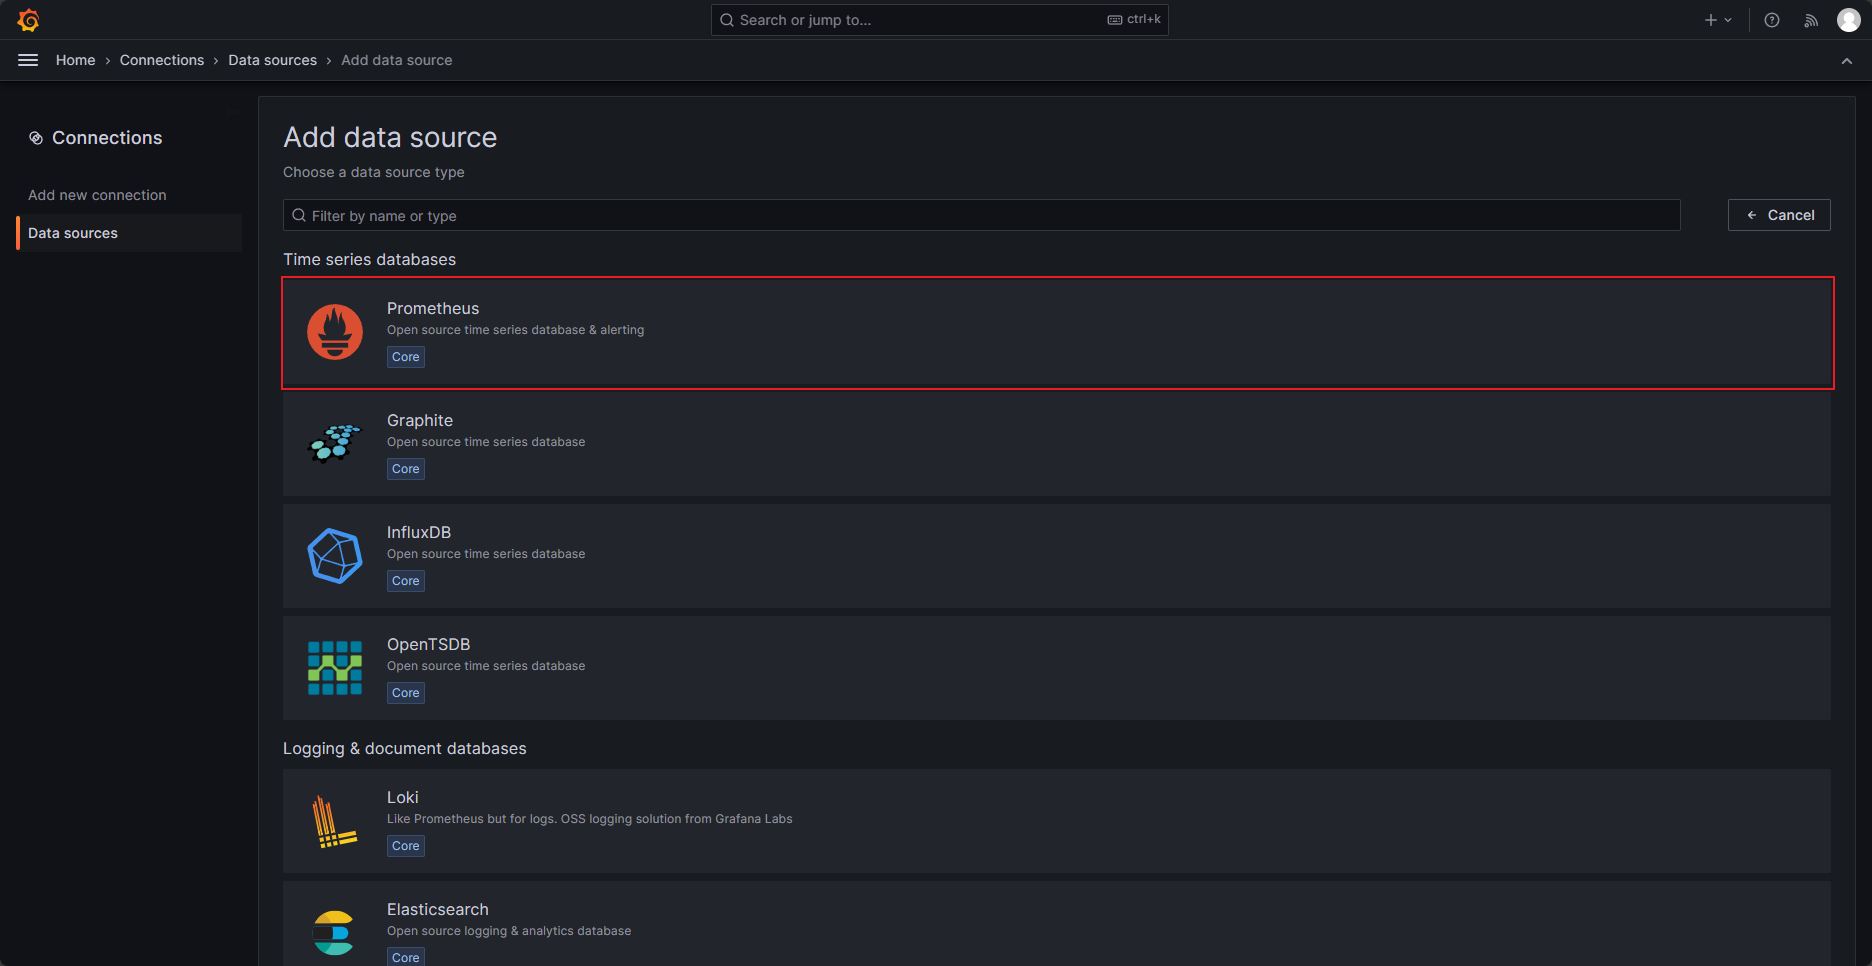 Search or jump to...
ctrl+k
Home › Connections › Data sources › Add data source
Connections
Add new connection
Data sources
Add data source
Choose a data source type
Filter by name or type
Cancel
Time series databases
Prometheus
Open source time series database & alerting
Core
Graphite
Open source time series database
Core
InfluxDB
Open source time series database
Core
OpenTSDB
Open source time series database
Core
Logging & document databases
Loki
Like Prometheus but for logs. OSS logging solution from Grafana Labs
Core
Elasticsearch
Open source logging & analytics database
Core